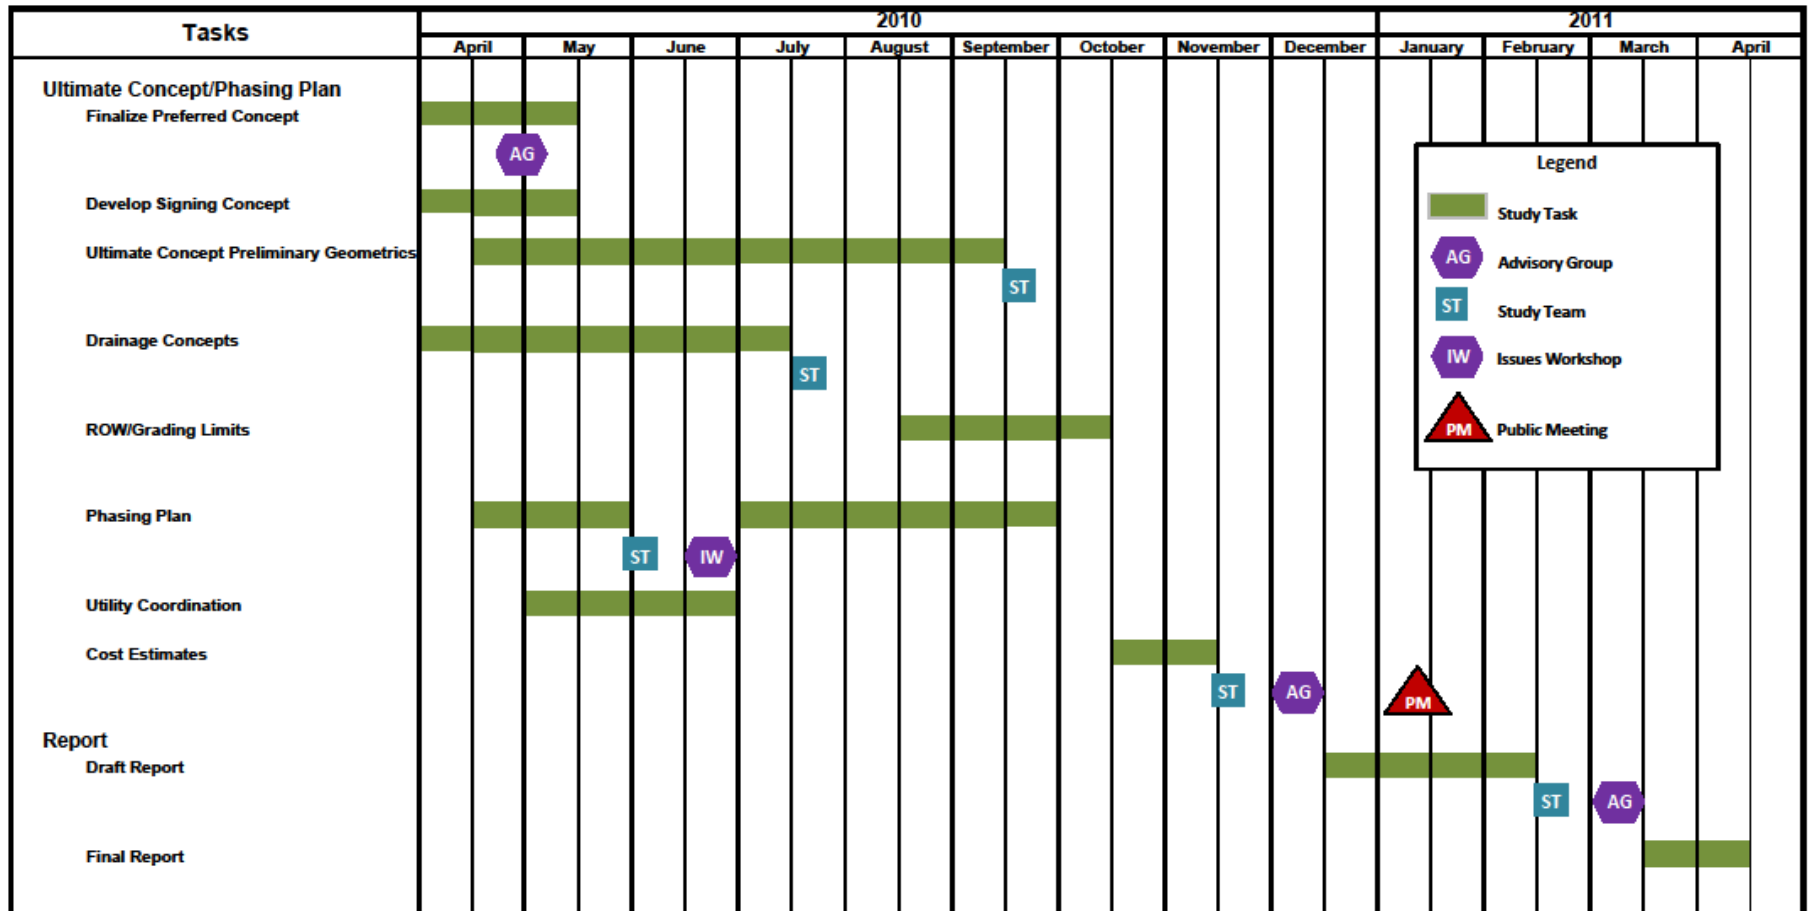 Tasks
2010
2011
April May June July August September October November December January February March April
Ultimate Concept/Phasing Plan
Finalize Preferred Concept
AG
Legend
Develop Signing Concept
Study Task
Ultimate Concept Preliminary Geometrics
AG Advisory Group
ST
ST Study Team
Drainage Concepts
IW Issues Workshop
ST
ROW/Grading Limits
PM Public Meeting
Phasing Plan
ST IW
Utility Coordination
Cost Estimates
ST AG PM
Report
Draft Report
ST AG
Final Report